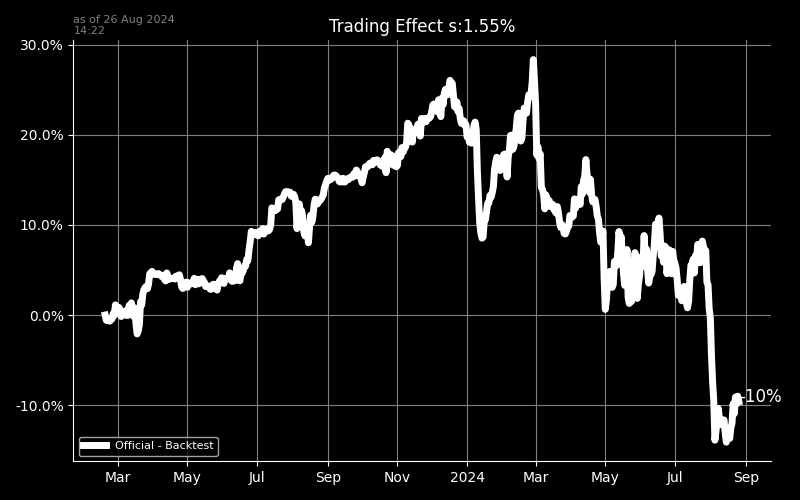 as of 26 Aug 2024
14:22
Trading Effect s:1.55%
30.0%
20.0%
10.0%
0.0%
-10.0%
-10%
Official - Backtest
Mar May Jul Sep Nov 2024 Mar May Jul Sep